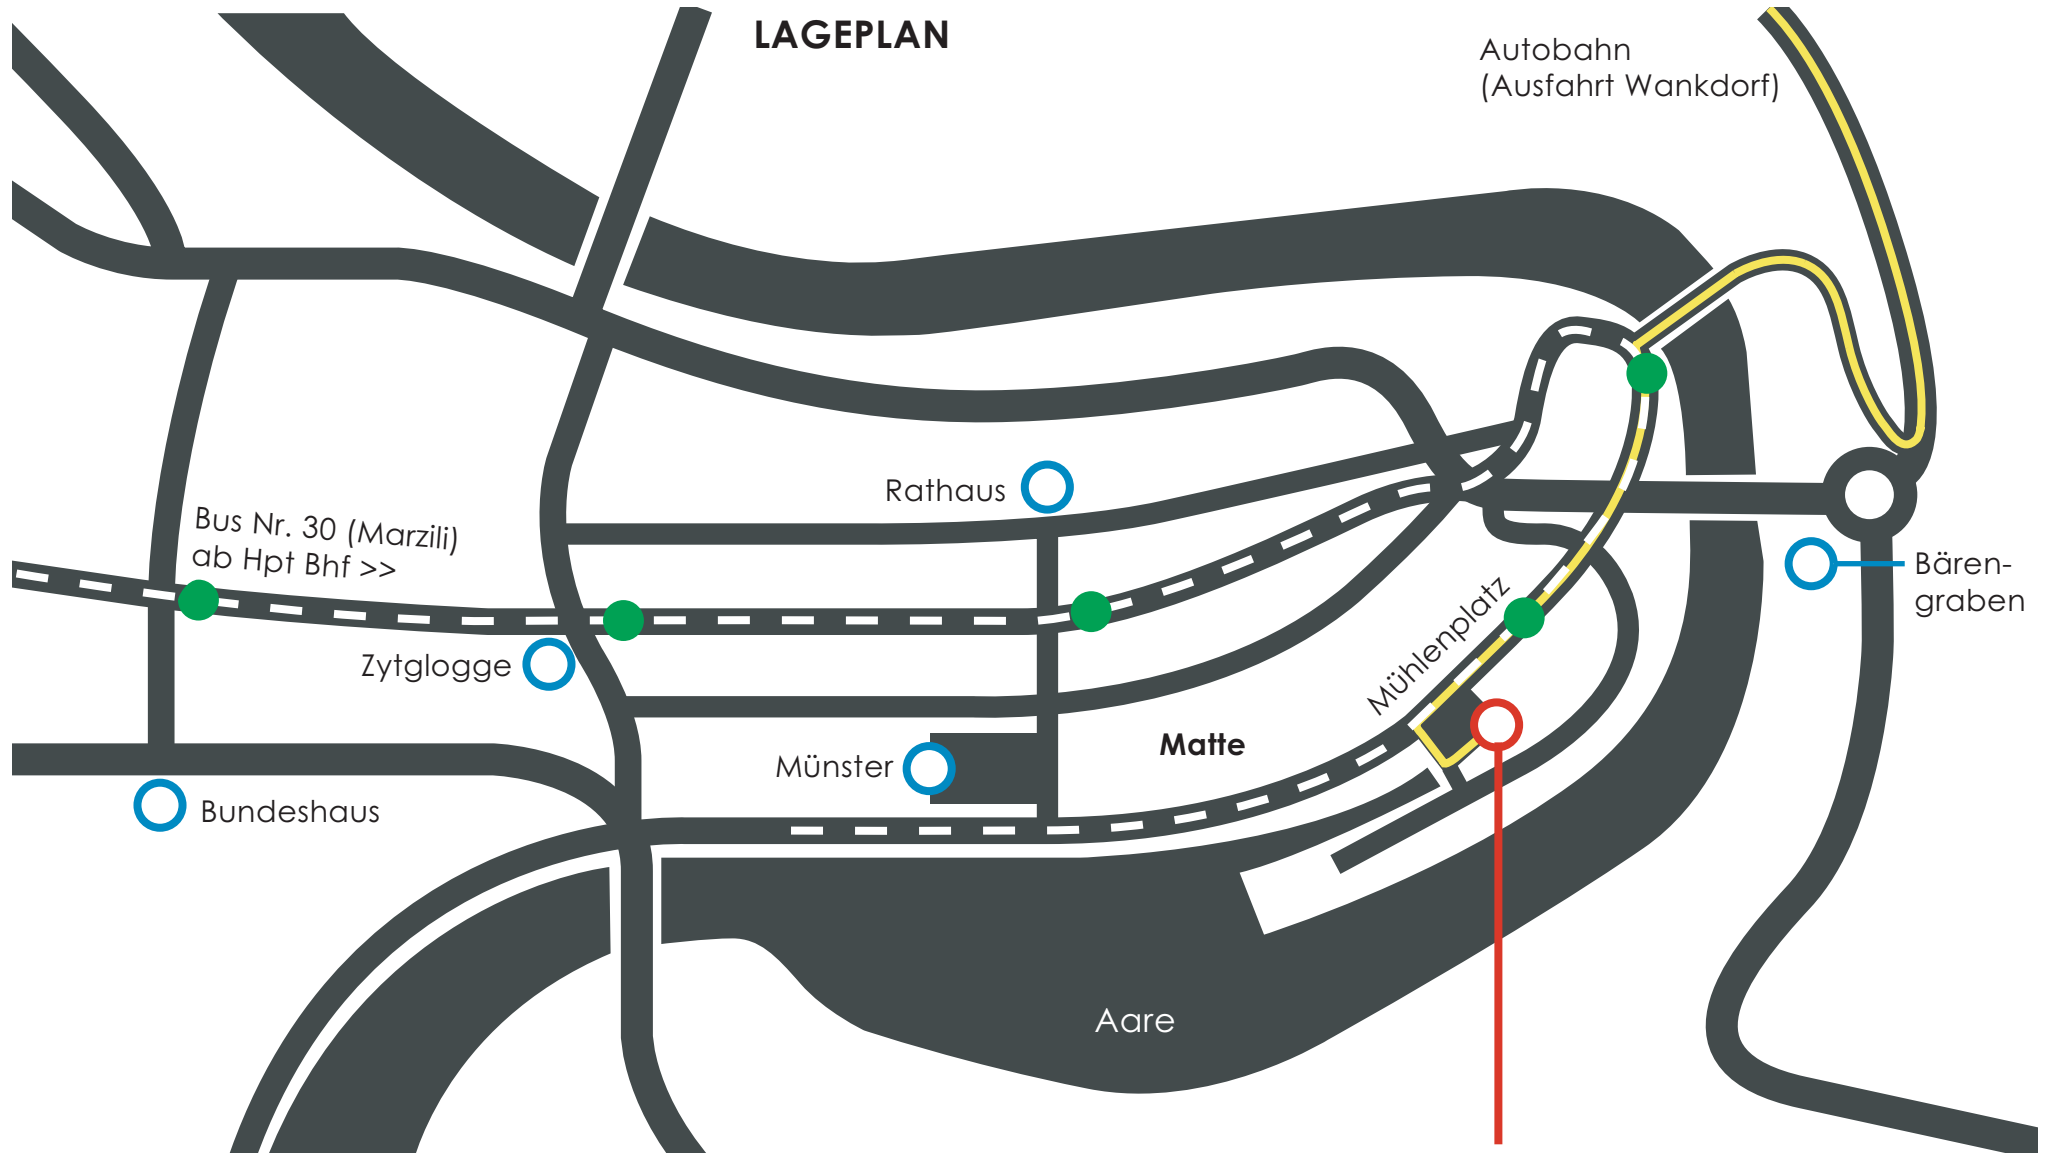 LAGEPLAN
Autobahn
(Ausfahrt Wankdorf)
Rathaus
Bus Nr. 30 (Marzili)
ab Hpt Bhf >>
Bären-
graben
Mühlenplatz
Zytglogge
Matte
Münster
Bundeshaus
Aare